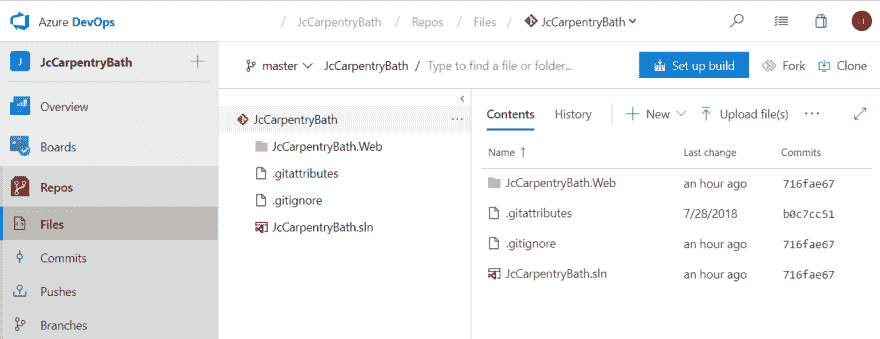 Azure DevOps / JcCarpentryBath / Repos / Files / JcCarpentryBath
J JcCarpentryBath
Overview
Boards
Repos
Files
Commits
Pushes
Branches
master JcCarpentryBath / Type to find a file or folder... Set up build Fork Clone
JcCarpentryBath ...
JcCarpentryBath.Web
.gitattributes
.gitignore
JcCarpentryBath.sln
Contents History New Upload file(s) ...
Name ↑ Last change Commits
JcCarpentryBath.Web an hour ago 716fae67
.gitattributes 7/28/2018 b0c7cc51
.gitignore an hour ago 716fae67
JcCarpentryBath.sln an hour ago 716fae67